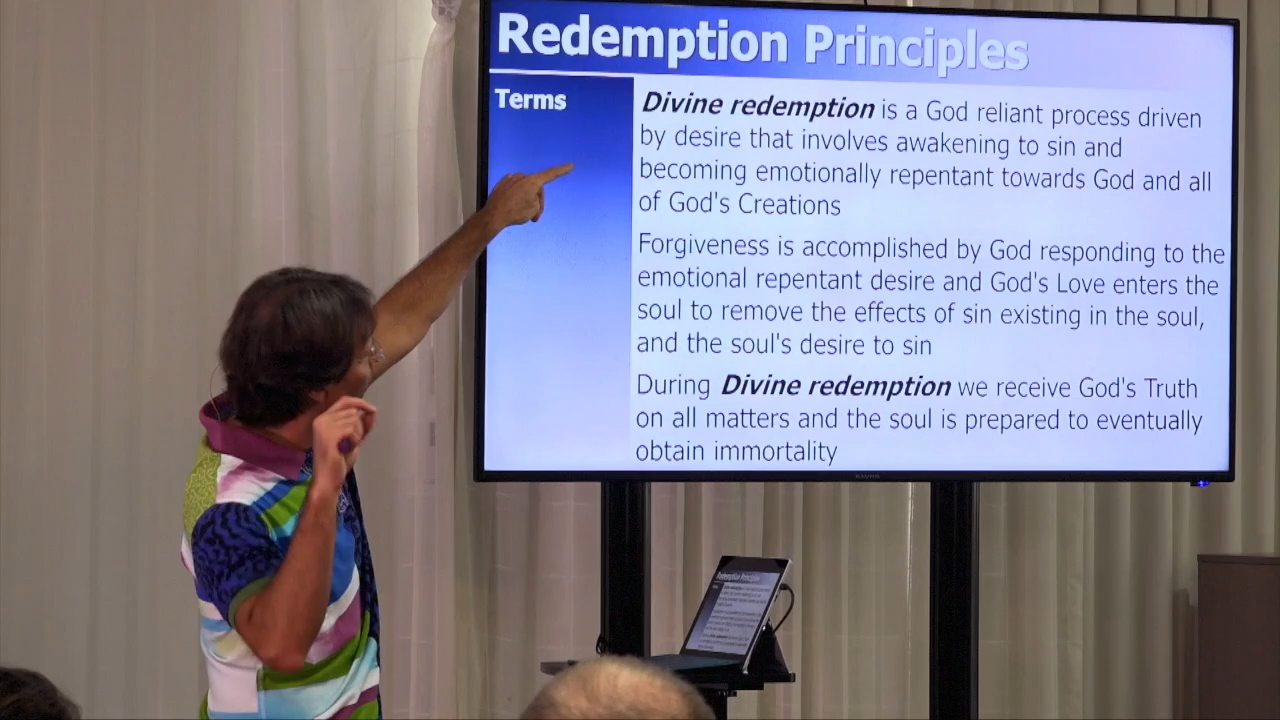 Redemption Principles
Terms
Divine redemption is a God reliant process driven
by desire that involves awakening to sin and
becoming emotionally repentant towards God and all
of God's Creations
Forgiveness is accomplished by God responding to the
emotional repentant desire and God's Love enters the
soul to remove the effects of sin existing in the soul,
and the soul's desire to sin
During Divine redemption we receive God's Truth
on all matters and the soul is prepared to eventually
obtain immortality
Redemption Principles